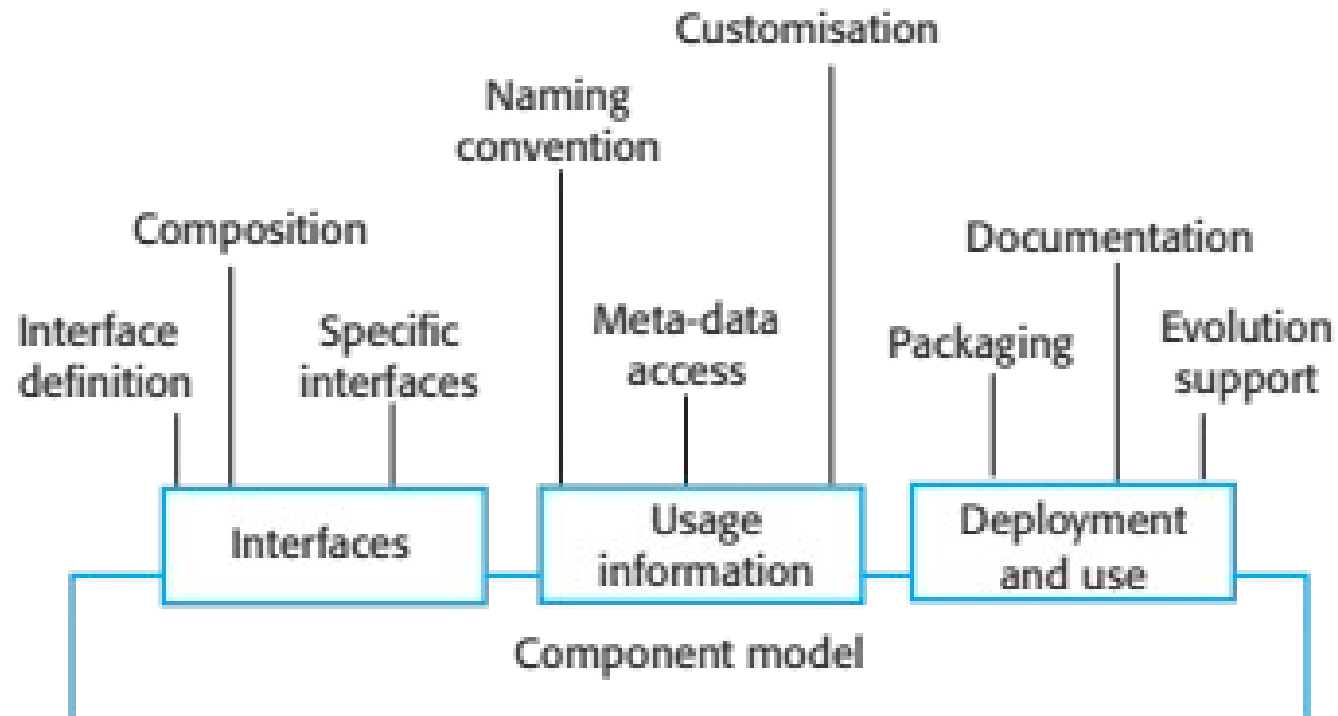 Customisation
Naming
convention
Composition
Documentation
Interface
definition
Specific
interfaces
Meta-data
access
Packaging
Evolution
support
Interfaces
Usage
information
Deployment
and use
Component model